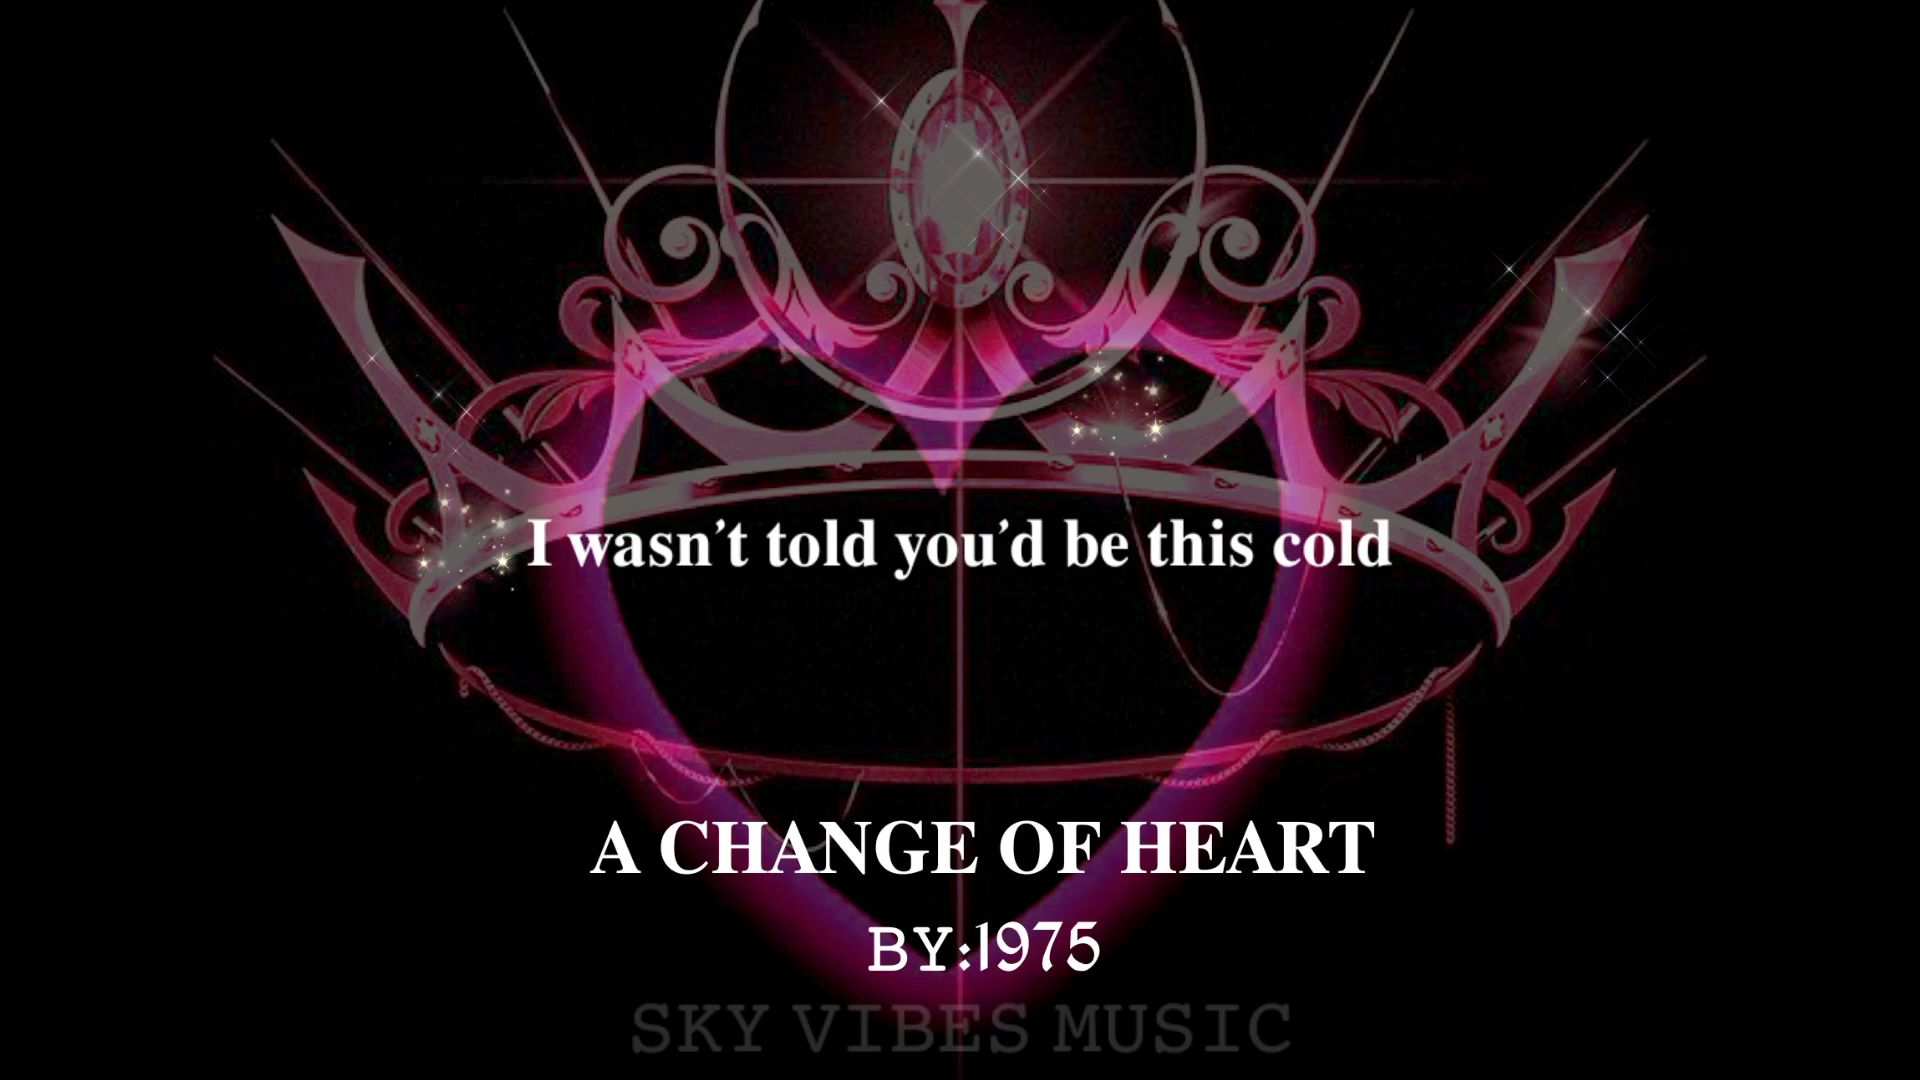 I wasn’t told you’d be this cold
A CHANGE OF HEART
BY:1975
SKY VIBES MUSIC